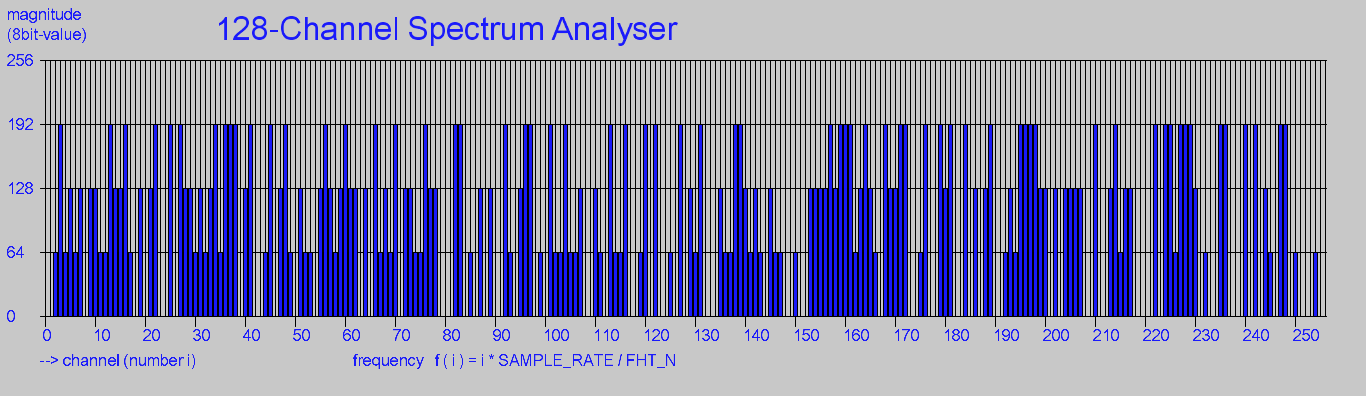 magnitude
(8bit-value)
128-Channel Spectrum Analyser
256
192
128
64
0
0 10 20 30 40 50 60 70 80 90 100 110 120 130 140 150 160 170 180 190 200 210 220 230 240 250
--> channel (number i) frequency f ( i ) = i * SAMPLE_RATE / FHT_N